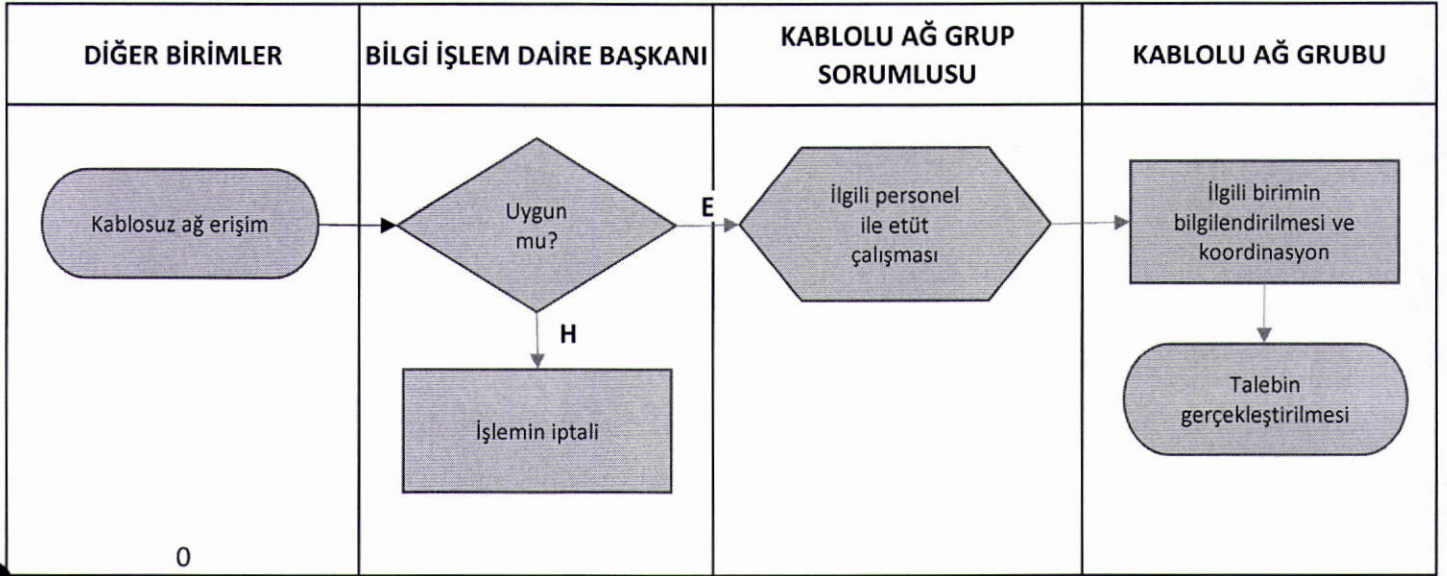 DİĞER BİRİMLER
BİLGİ İŞLEM DAİRE BAŞKANI
KABLOLU AĞ GRUP
SORUMLUSU
KABLOLU AĞ GRUBU
Kablosuz ağ erişim
Uygun
mu?
E
H
İşlemin iptali
İlgili personel
ile etüt
çalışması
İlgili birimin
bilgilendirilmesi ve
koordinasyon
Talebin
gerçekleştirilmesi
0